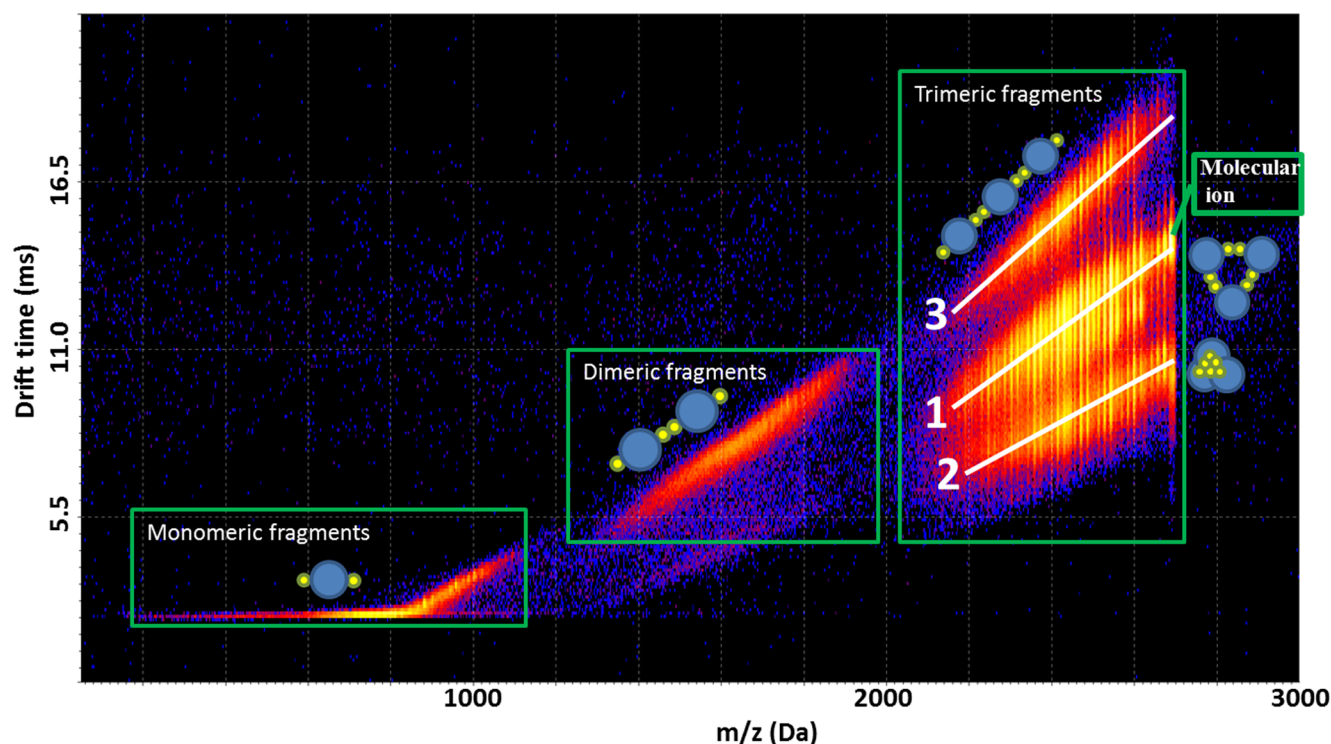 Trimeric fragments
16.5
Molecular
ion
3
Drift time (ms)
11.0
Dimeric fragments
1
2
5.5
Monomeric fragments
1000
2000
3000
m/z (Da)